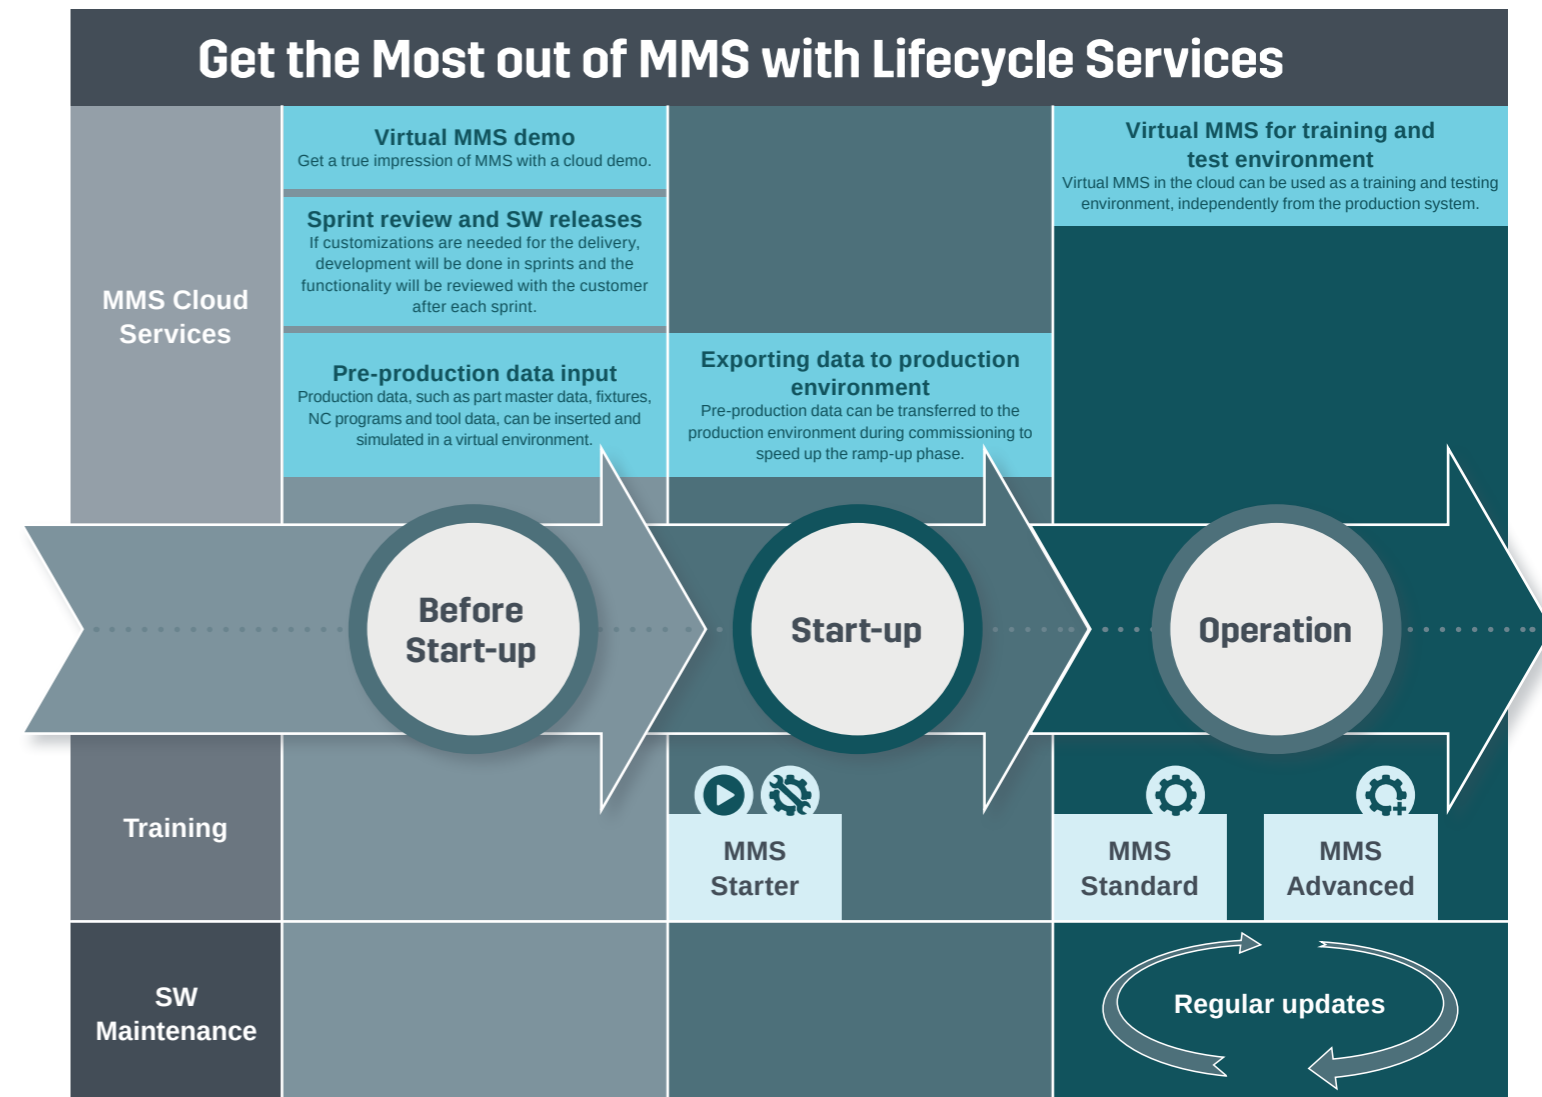 Get the Most out of MMS with Lifecycle Services
MMS Cloud
Services
Virtual MMS demo
Get a true impression of MMS with a cloud demo.
Sprint review and SW releases
If customizations are needed for the delivery,
development will be done in sprints and the
functionality will be reviewed with the customer
after each sprint.
Pre-production data input
Production data, such as part master data, fixtures,
NC programs and tool data, can be inserted and
simulated in a virtual environment.
Exporting data to production
environment
Pre-production data can be transferred to the
production environment during commissioning to
speed up the ramp-up phase.
Virtual MMS for training and
test environment
Virtual MMS in the cloud can be used as a training and testing
environment, independently from the production system.
Before
Start-up
Start-up
Operation
Training
MMS
Starter
MMS
Standard
MMS
Advanced
SW
Maintenance
Regular updates